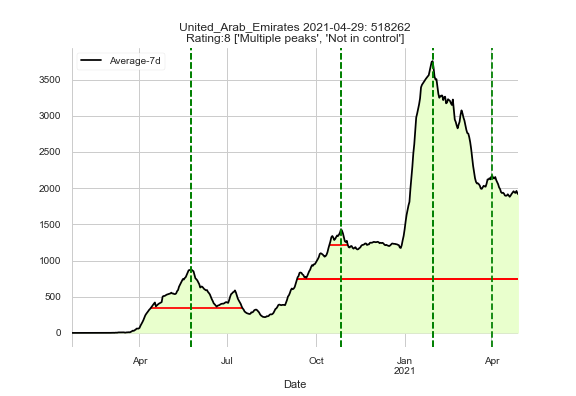 United_Arab_Emirates 2021-04-29: 518262
Rating:8 ['Multiple peaks', 'Not in control']
Average-7d
3500
3000
2500
2000
1500
1000
500
0
Apr
Jul
Oct
Jan
2021
Apr
Date